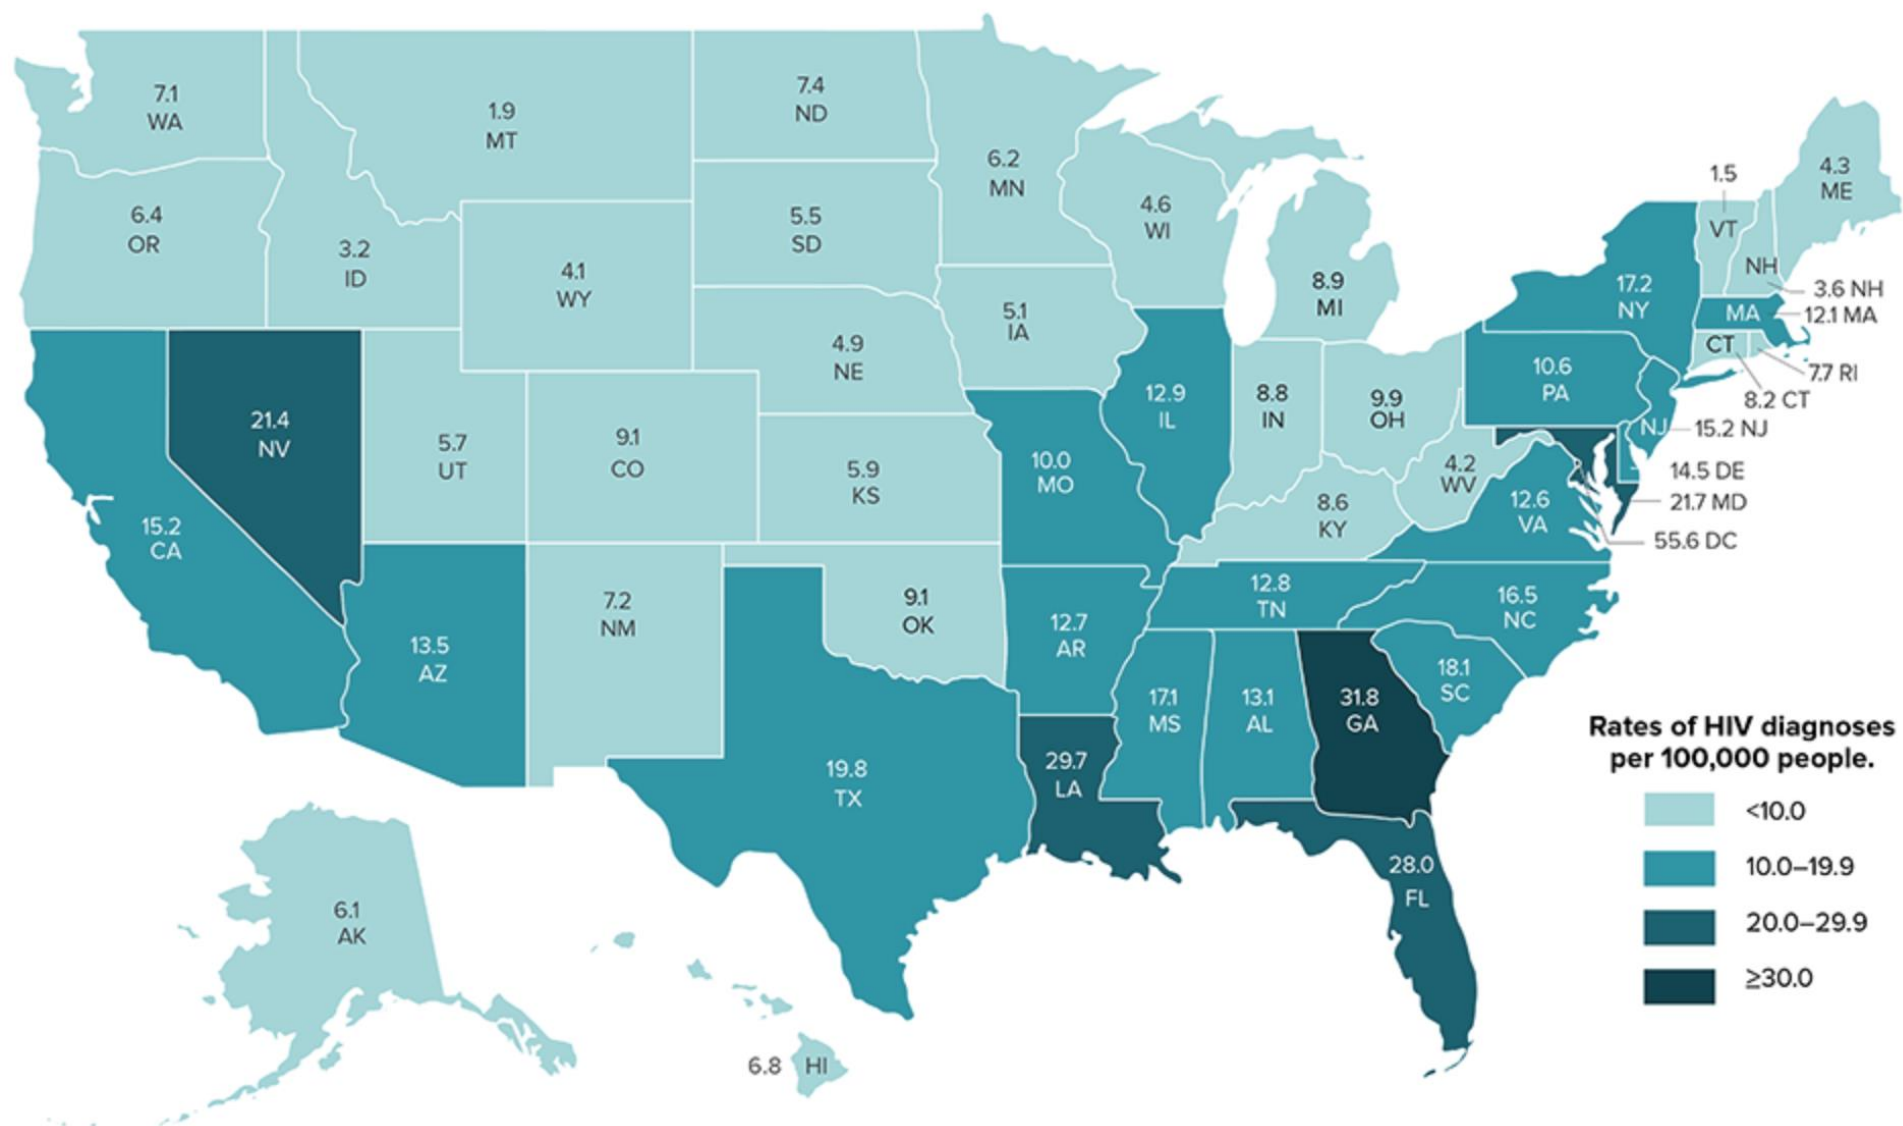 7.1
WA
1.9
MT
7.4
ND
6.2
MN
4.6
WI
8.9
MI
1.5
VT
4.3
ME
6.4
OR
3.2
ID
4.1
WY
5.5
SD
5.1
IA
17.2
NY
NH
3.6 NH
MA
12.1 MA
CT
7.7 RI
8.2 CT
21.4
NV
5.7
UT
9.1
CO
4.9
NE
5.9
KS
10.0
MO
12.9
IL
8.8
IN
9.9
OH
10.6
PA
NJ
15.2 NJ
14.5 DE
21.7 MD
55.6 DC
4.2
WV
12.6
VA
8.6
KY
15.2
CA
13.5
AZ
7.2
NM
9.1
OK
12.7
AR
12.8
TN
16.5
NC
18.1
SC
17.1
MS
13.1
AL
31.8
GA
19.8
TX
29.7
LA
28.0
FL
6.1
AK
6.8
HI
Rates of HIV diagnoses
per 100,000 people.
<10.0
10.0–19.9
20.0–29.9
≥30.0